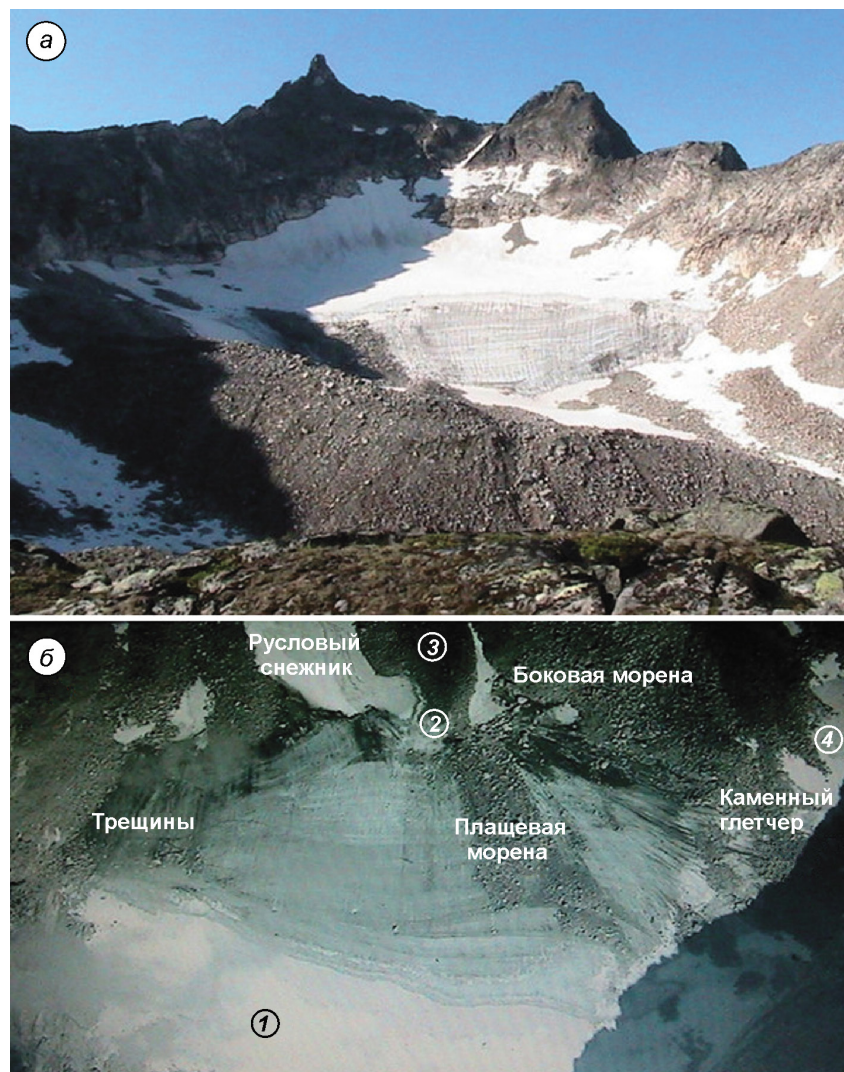 а
б
Русловый
снежник
3
Боковая морена
2
4
Каменный
глетчер
Трещины
Плащевая
морена
1